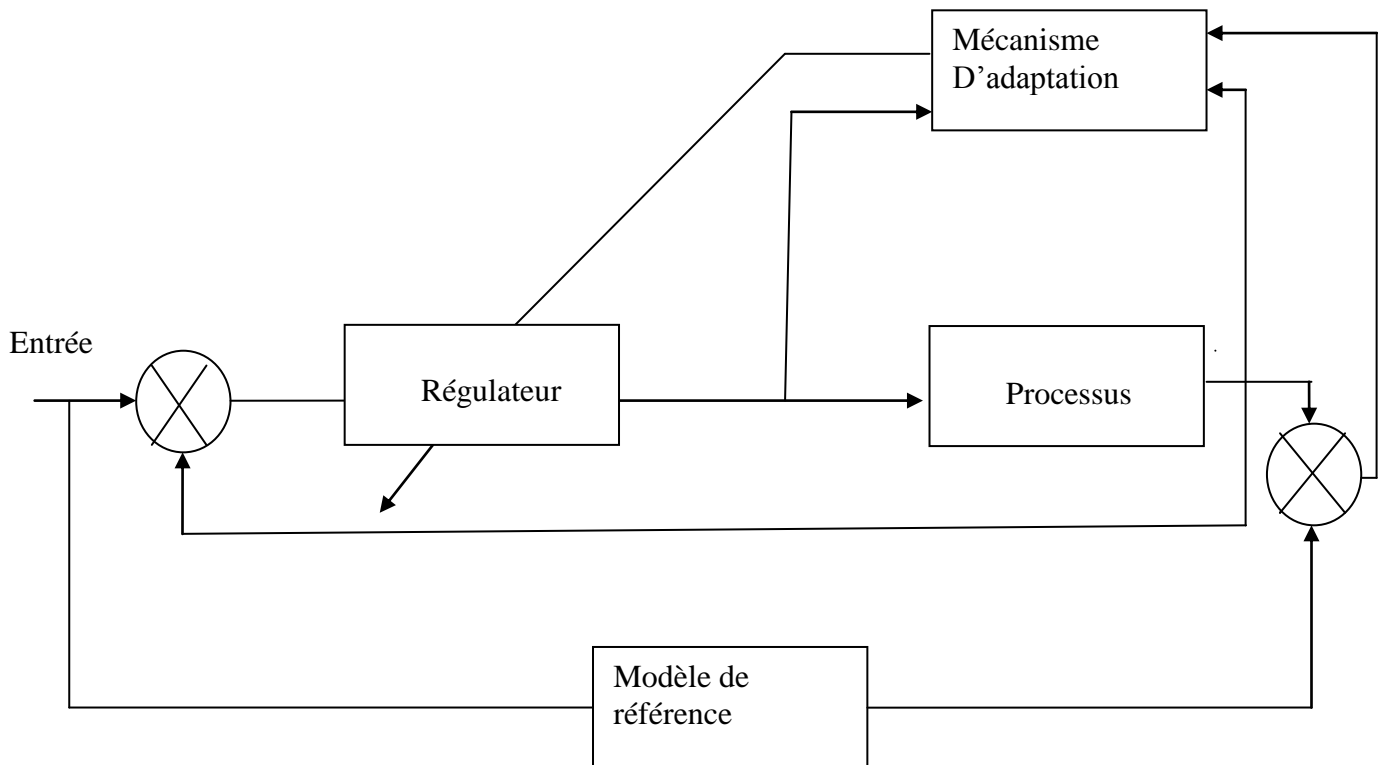 Mécanisme
D’adaptation
Entrée
Régulateur
Processus
Modèle de
référence